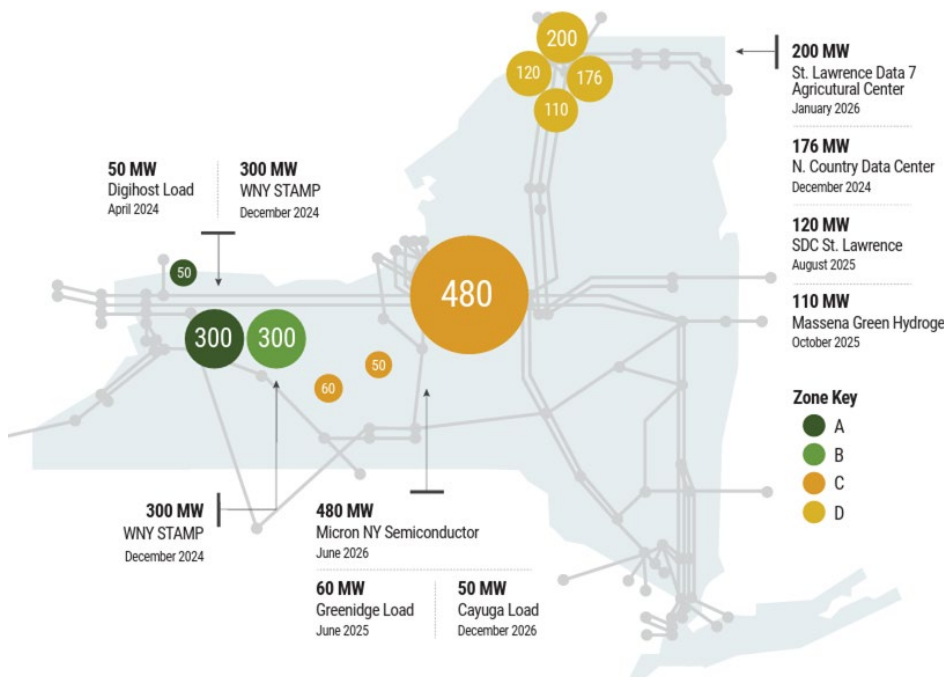 200
120
176
110
200 MW
St. Lawrence Data 7
Agricutural Center
January 2026
176 MW
N. Country Data Center
December 2024
120 MW
SDC St. Lawrence
August 2025
110 MW
Massena Green Hydroge
October 2025
50 MW
Digihost Load
April 2024
300 MW
WNY STAMP
December 2024
50
480
300
300
50
60
Zone Key
A
B
C
D
300 MW
WNY STAMP
December 2024
480 MW
Micron NY Semiconductor
June 2026
60 MW
Greenidge Load
June 2025
50 MW
Cayuga Load
December 2026